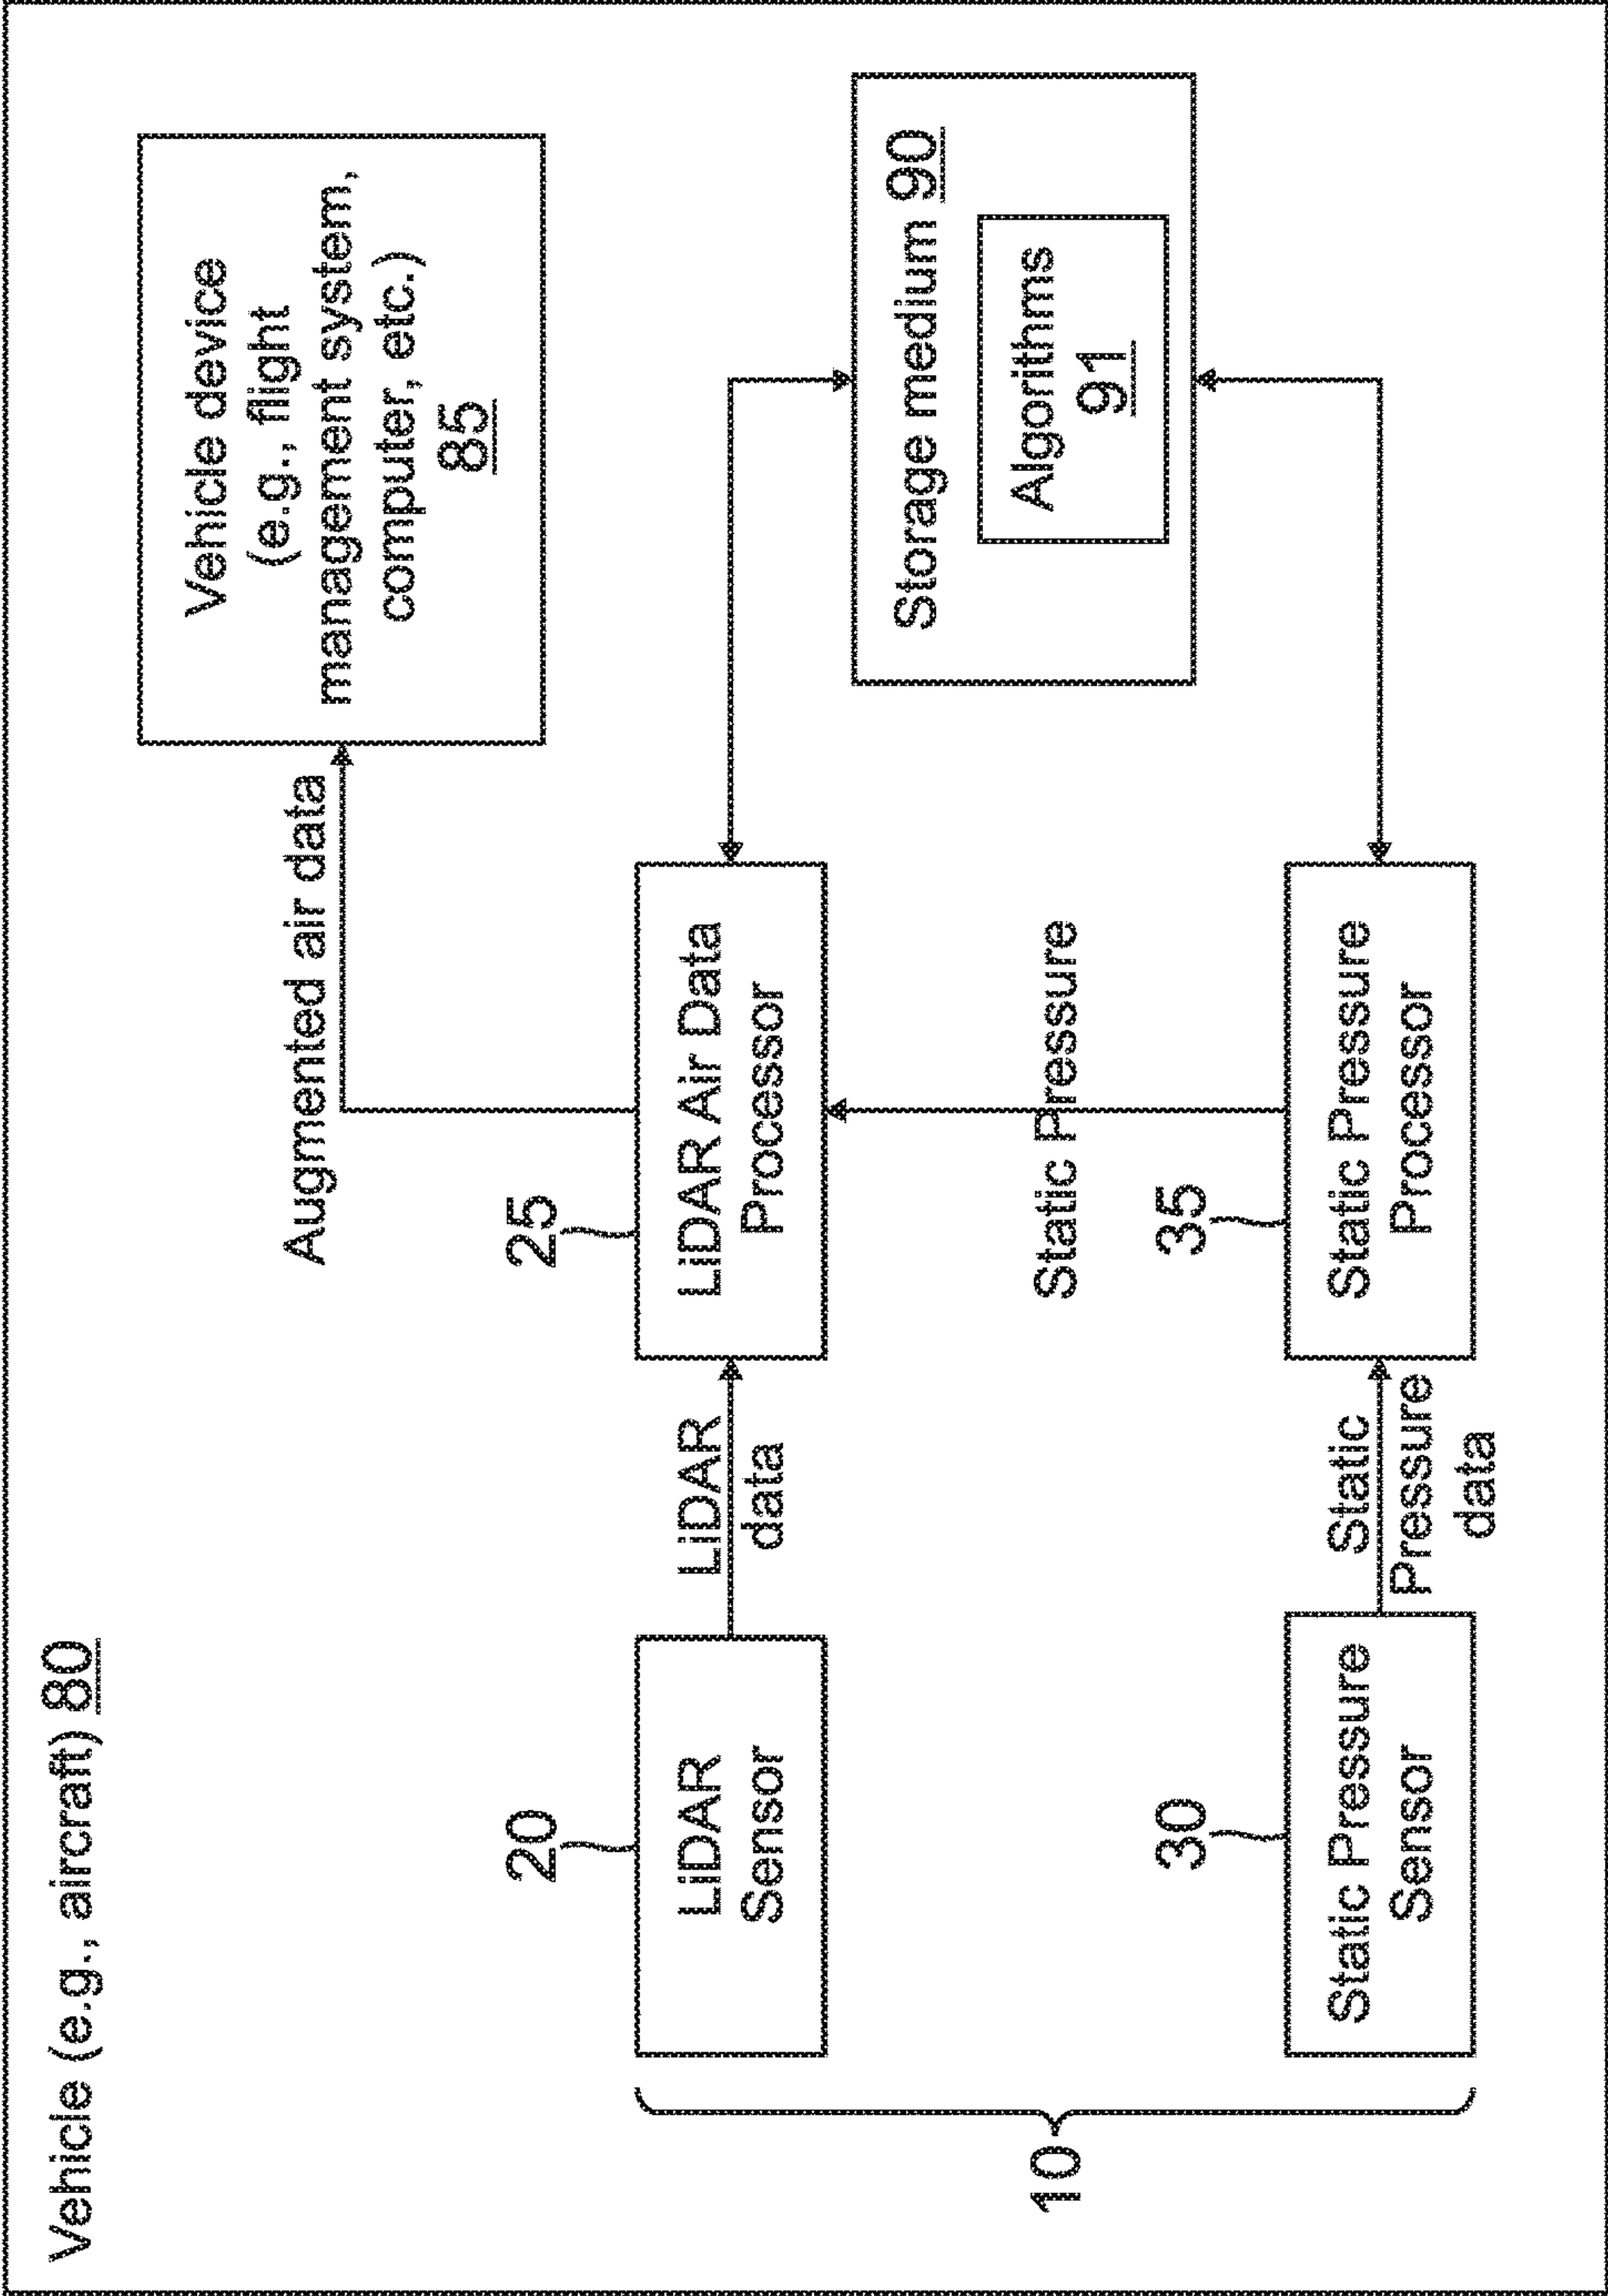 Vehicle (e.g., aircraft) 80
Augmented air data
Vehicle device
(e.g., flight
management system,
computer, etc.)
85
20
LiDAR
Sensor
LiDAR
data
25
LiDAR Air Data
Processor
Storage medium 90
Algorithms
91
10
Static Pressure
30
Static Pressure
Sensor
Static
Pressure
data
35
Static Pressure
Processor